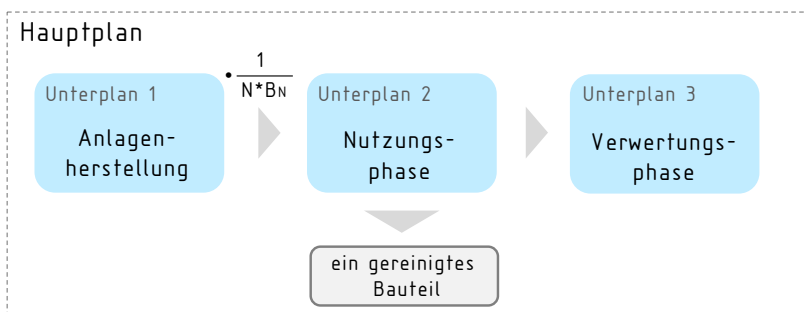 Hauptplan
Unterplan 1
Anlagen-
herstellung
• 1
N*BN
Unterplan 2
Nutzungs-
phase
Unterplan 3
Verwertungs-
phase
ein gereinigtes
Bauteil